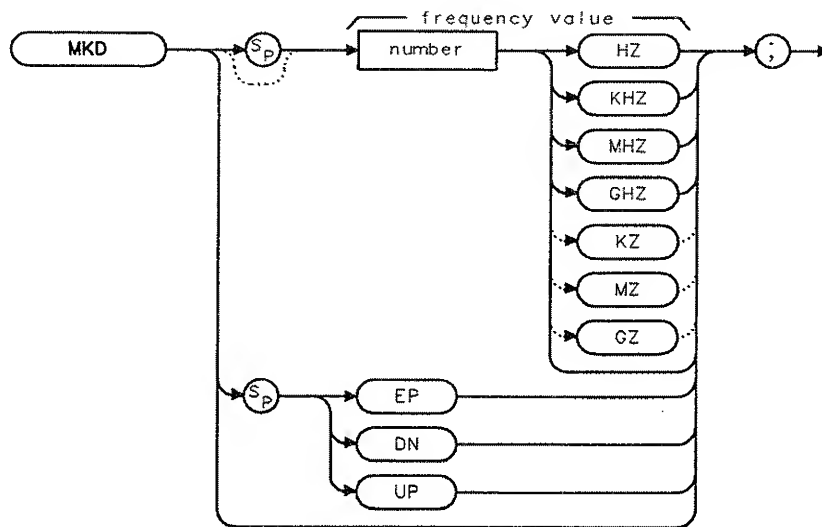 frequency value
MKD SP number HZ ;
KHZ
MHZ
GHZ
KZ
MZ
GZ
SP EP
DN
UP